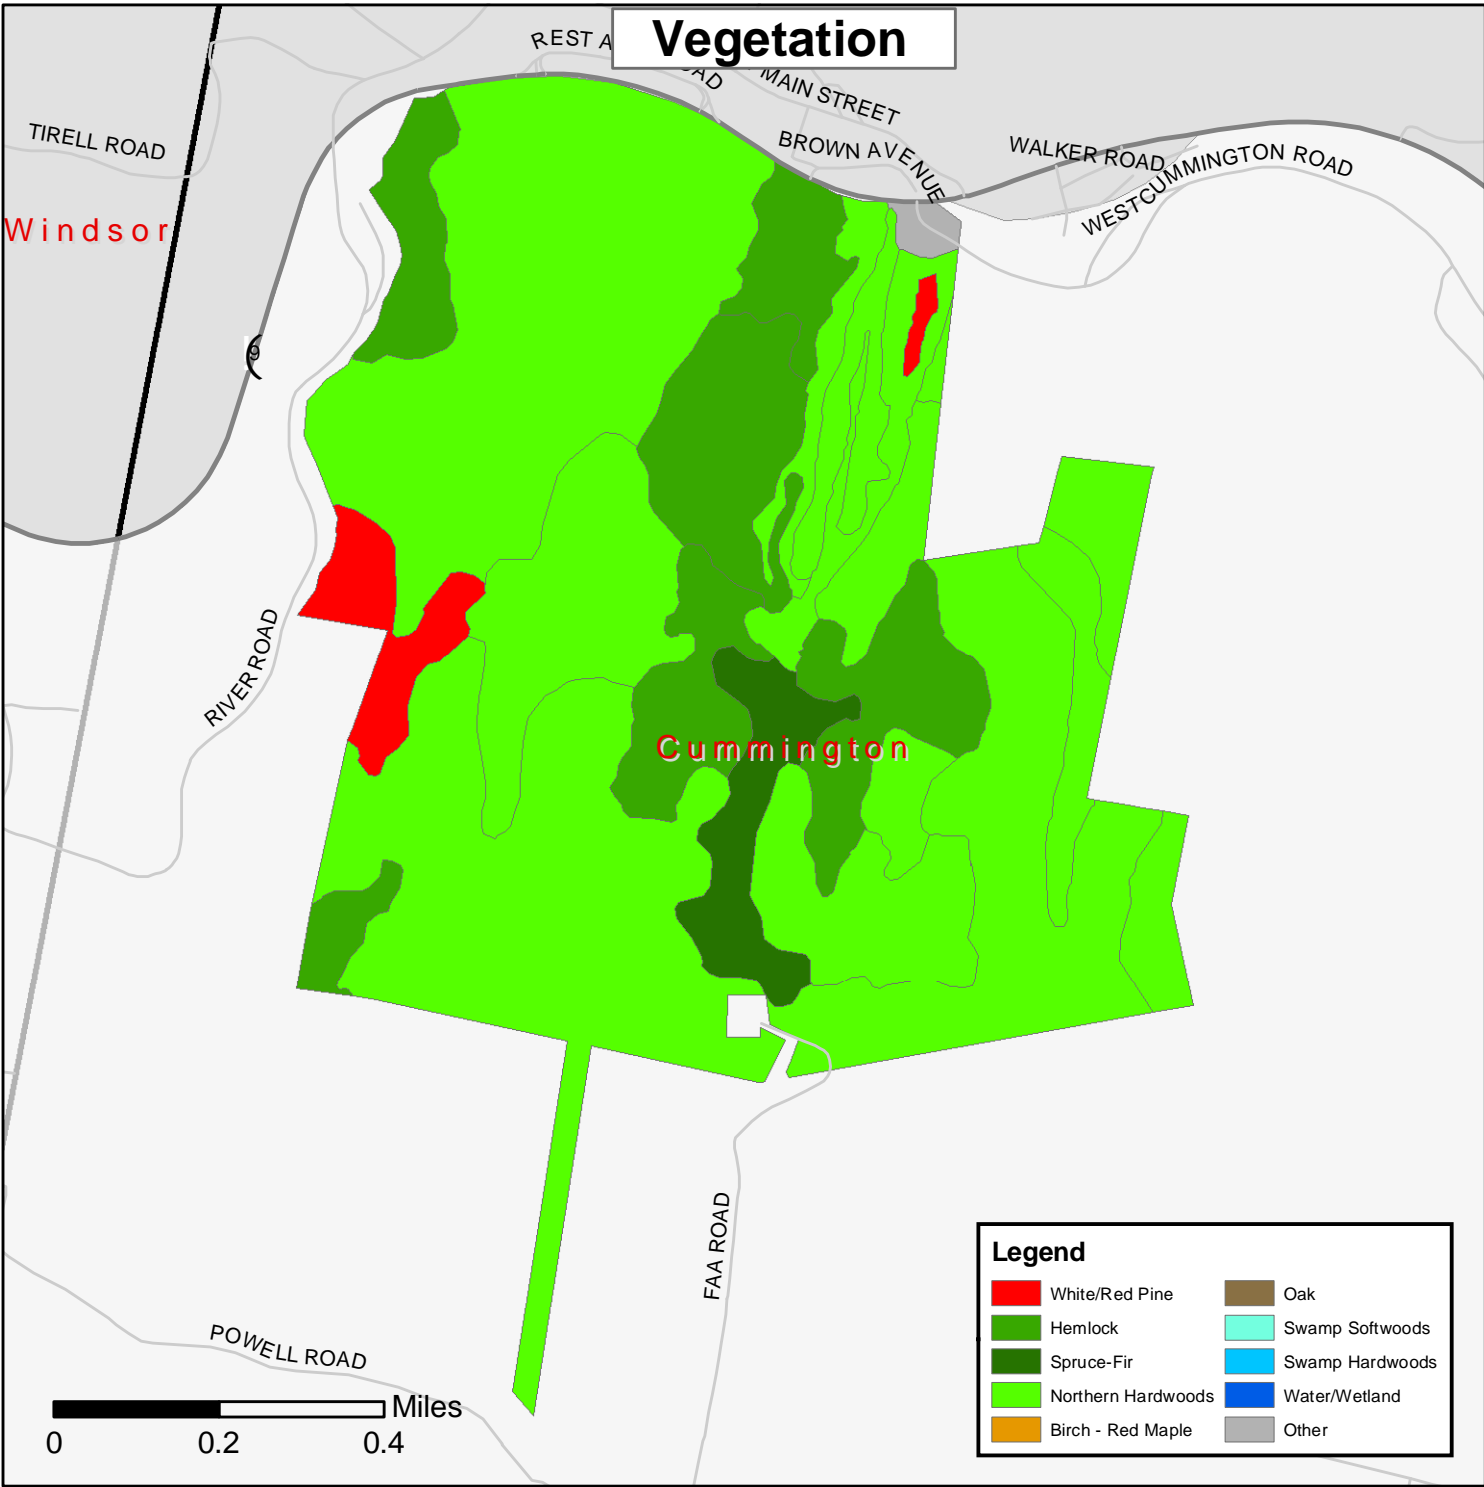 Vegetation
REST A
AD
MAIN STREET
TIRELL ROAD
BROWN AVENUE
WALKER ROAD
WESTCUMMINGTON ROAD
Windsor
9
RIVER ROAD
Cummington
FAA ROAD
POWELL ROAD
Miles
0 0.2 0.4
Legend
White/Red Pine
Hemlock
Spruce-Fir
Northern Hardwoods
Birch - Red Maple
Oak
Swamp Softwoods
Swamp Hardwoods
Water/Wetland
Other